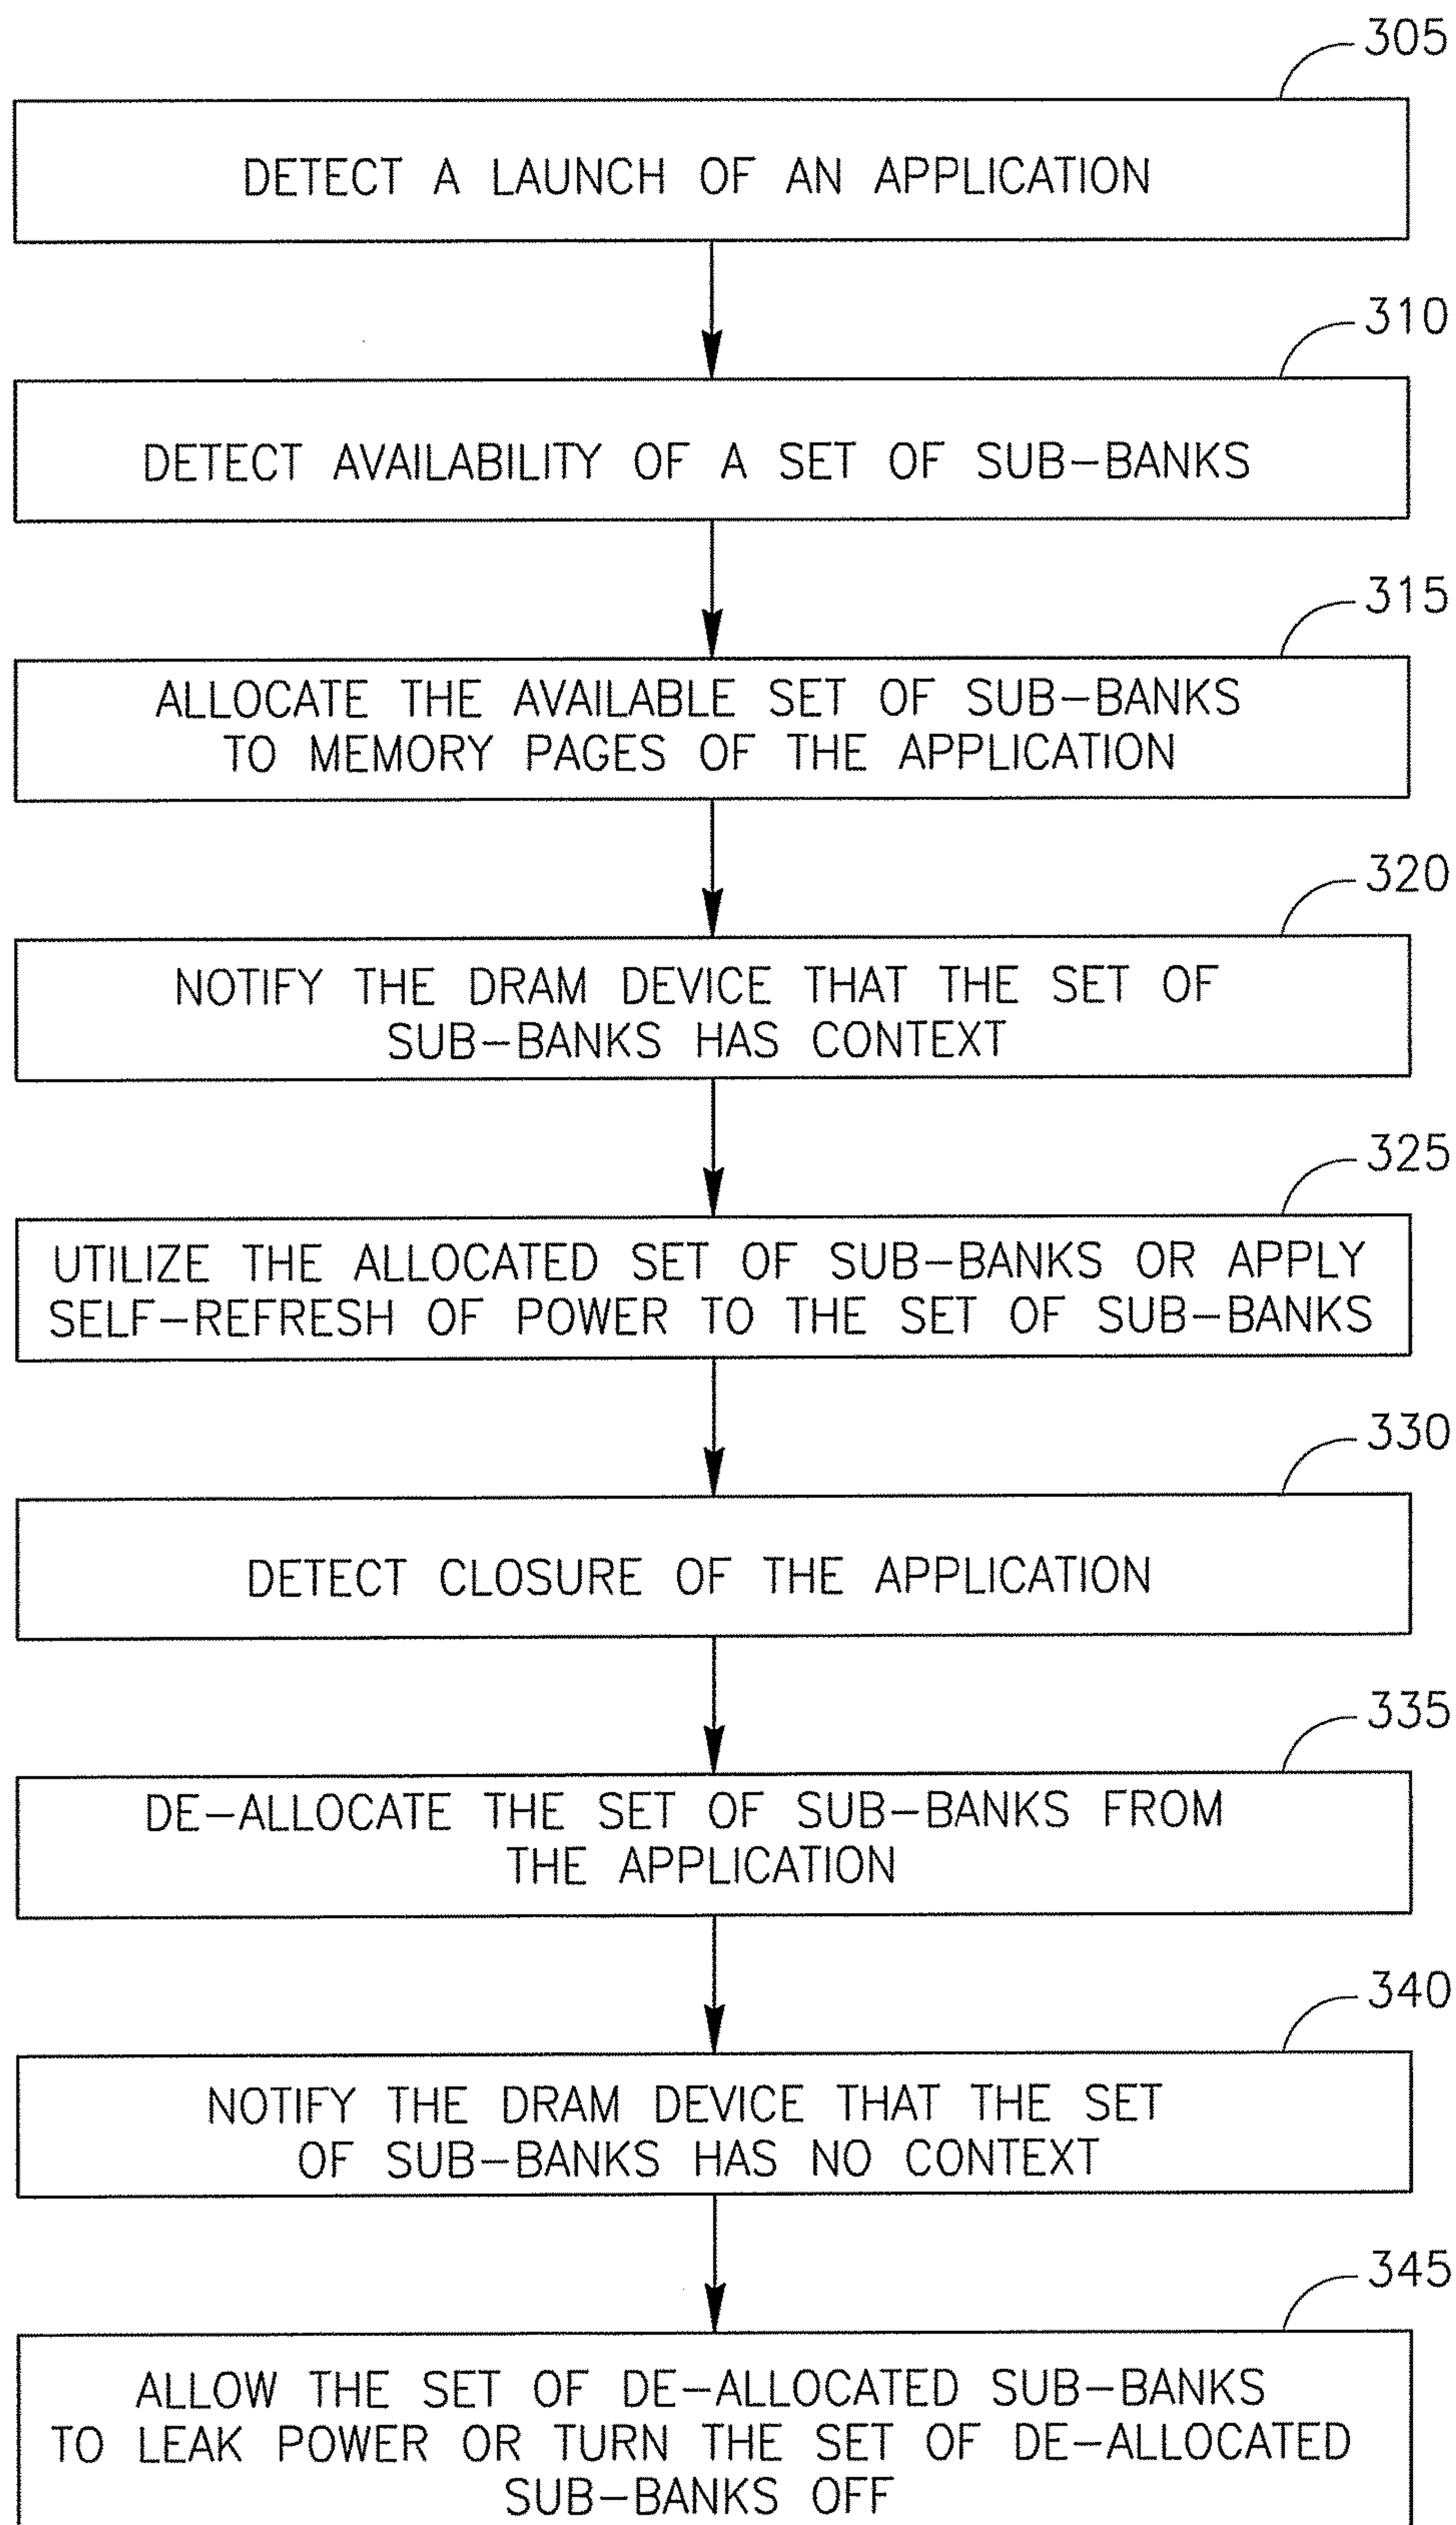 305
DETECT A LAUNCH OF AN APPLICATION
310
DETECT AVAILABILITY OF A SET OF SUB-BANKS
315
ALLOCATE THE AVAILABLE SET OF SUB-BANKS
TO MEMORY PAGES OF THE APPLICATION
320
NOTIFY THE DRAM DEVICE THAT THE SET OF
SUB-BANKS HAS CONTEXT
325
UTILIZE THE ALLOCATED SET OF SUB-BANKS OR APPLY
SELF-REFRESH OF POWER TO THE SET OF SUB-BANKS
330
DETECT CLOSURE OF THE APPLICATION
335
DE-ALLOCATE THE SET OF SUB-BANKS FROM
THE APPLICATION
340
NOTIFY THE DRAM DEVICE THAT THE SET
OF SUB-BANKS HAS NO CONTEXT
345
ALLOW THE SET OF DE-ALLOCATED SUB-BANKS
TO LEAK POWER OR TURN THE SET OF DE-ALLOCATED
SUB-BANKS OFF